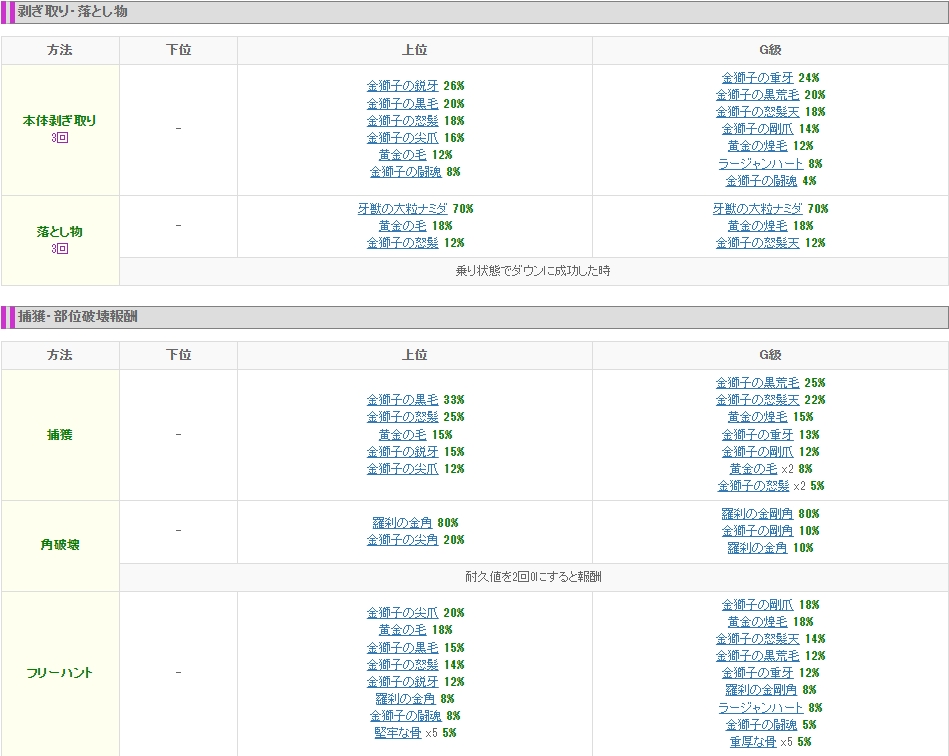 剥ぎ取り・落とし物
方法 下位 上位 G級
本体剥ぎ取り
3回
-
金獅子の鋭牙 26%
金獅子の黒毛 20%
金獅子の怒髪 18%
金獅子の尖爪 16%
黄金の毛 12%
金獅子の闘魂 8%
金獅子の重牙 24%
金獅子の黒荒毛 20%
金獅子の怒髪天 18%
金獅子の剛爪 14%
黄金の煌毛 12%
ラージャンハート 8%
金獅子の闘魂 4%
落とし物
3回
-
牙獣の大粒ナミダ 70%
黄金の毛 18%
金獅子の怒髪 12%
牙獣の大粒ナミダ 70%
黄金の煌毛 18%
金獅子の怒髪天 12%
乗り状態でダウンに成功した時
捕獲・部位破壊報酬
方法 下位 上位 G級
捕獲
-
金獅子の黒毛 33%
金獅子の怒髪 25%
黄金の毛 15%
金獅子の鋭牙 15%
金獅子の尖爪 12%
金獅子の黒荒毛 25%
金獅子の怒髪天 22%
黄金の煌毛 15%
金獅子の重牙 13%
金獅子の剛爪 12%
黄金の毛 x2 8%
金獅子の怒髪 x2 5%
角破壊
-
羅刹の金角 80%
金獅子の尖角 20%
羅刹の金剛角 80%
金獅子の剛角 10%
羅刹の金角 10%
耐久値を2回0にすると報酬
フリーハント
-
金獅子の尖爪 20%
黄金の毛 18%
金獅子の黒毛 15%
金獅子の怒髪 14%
金獅子の鋭牙 12%
羅刹の金角 8%
金獅子の闘魂 8%
堅牢な骨 x5 5%
金獅子の剛爪 18%
黄金の煌毛 18%
金獅子の怒髪天 14%
金獅子の黒荒毛 12%
金獅子の重牙 12%
羅刹の金剛角 8%
ラージャンハート 8%
金獅子の闘魂 5%
重厚な骨 x5 5%